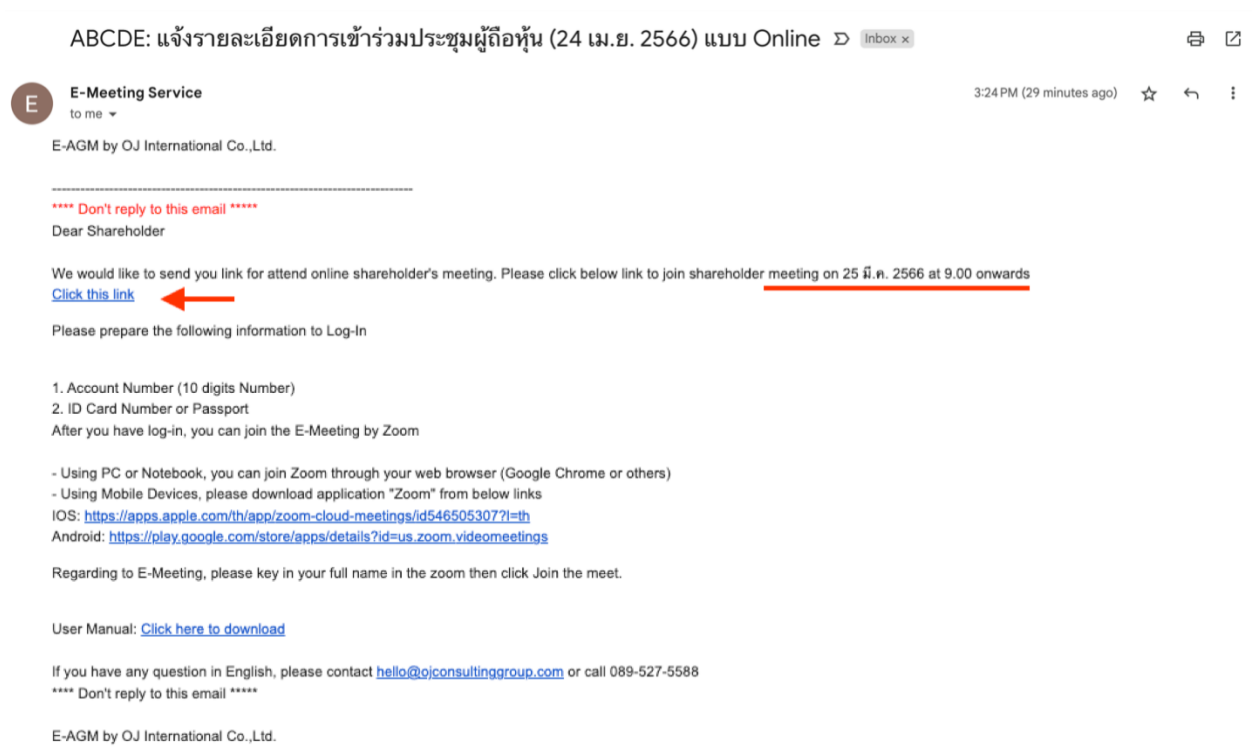 ABCDE: แจ้งรายละเอียดการเข้าร่วมประชุมผู้ถือหุ้น (24 เม.ย. 2566) แบบ Online Inbox ×
E-Meeting Service 3:24 PM (29 minutes ago)
E to me
E-AGM by OJ International Co.,Ltd.
--------------------------------------------------------------------------------
**** Don't reply to this email *****
Dear Shareholder
We would like to send you link for attend online shareholder's meeting. Please click below link to join shareholder meeting on 25 มี.ค. 2566 at 9.00 onwards
Click this link
Please prepare the following information to Log-In
1. Account Number (10 digits Number)
2. ID Card Number or Passport
After you have log-in, you can join the E-Meeting by Zoom
- Using PC or Notebook, you can join Zoom through your web browser (Google Chrome or others)
- Using Mobile Devices, please download application "Zoom" from below links
IOS: https://apps.apple.com/th/app/zoom-cloud-meetings/id546505307?l=th
Android: https://play.google.com/store/apps/details?id=us.zoom.videomeetings
Regarding to E-Meeting, please key in your full name in the zoom then click Join the meet.
User Manual: Click here to download
If you have any question in English, please contact hello@ojconsultinggroup.com or call 089-527-5588
**** Don't reply to this email *****
E-AGM by OJ International Co.,Ltd.